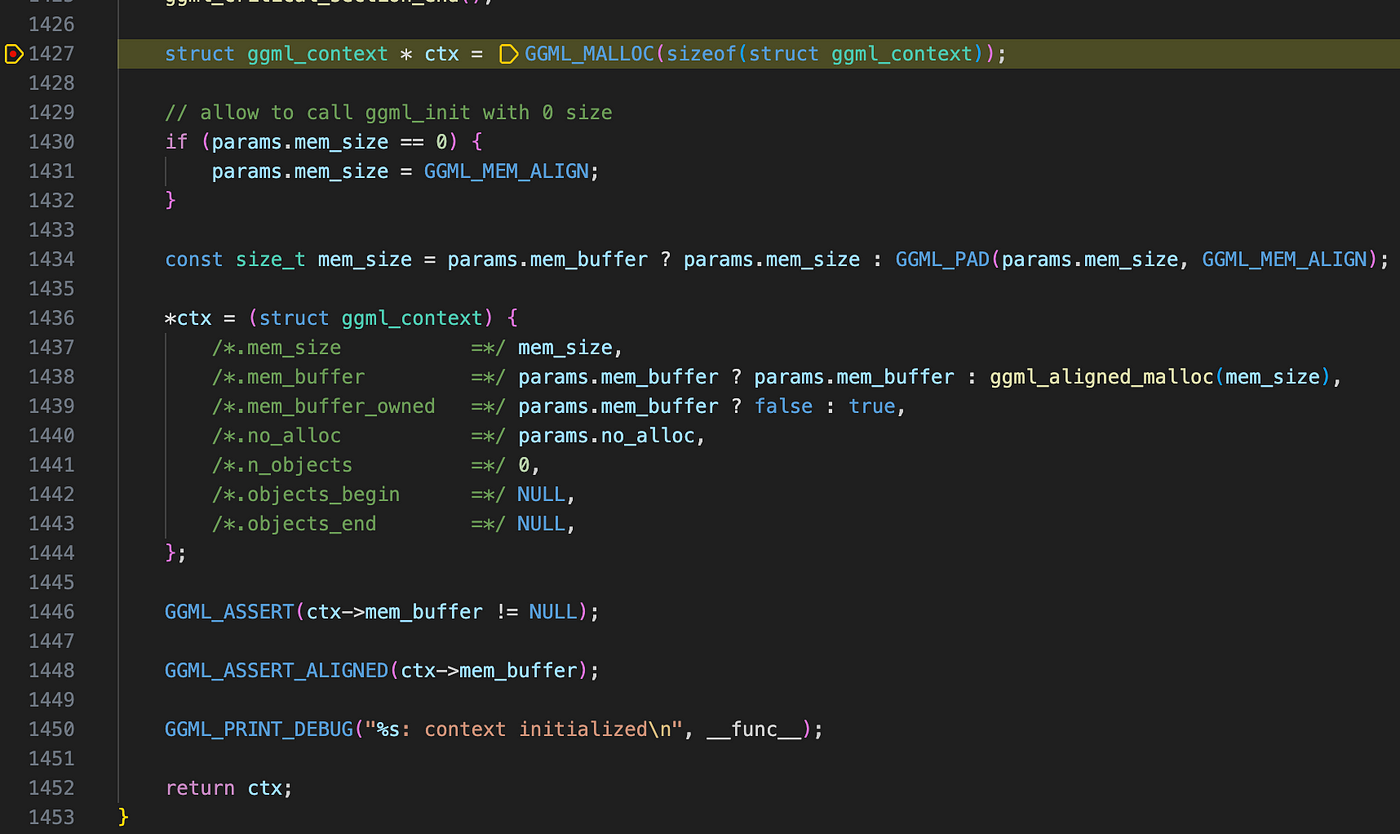 ggml_critical_section_end();
1426
1427 struct ggml_context * ctx = GGML_MALLOC(sizeof(struct ggml_context));
1428
1429 // allow to call ggml_init with 0 size
1430 if (params.mem_size == 0) {
1431 params.mem_size = GGML_MEM_ALIGN;
1432 }
1433
1434 const size_t mem_size = params.mem_buffer ? params.mem_size : GGML_PAD(params.mem_size, GGML_MEM_ALIGN);
1435
1436 *ctx = (struct ggml_context) {
1437 /*.mem_size =*/ mem_size,
1438 /*.mem_buffer =*/ params.mem_buffer ? params.mem_buffer : ggml_aligned_malloc(mem_size),
1439 /*.mem_buffer_owned =*/ params.mem_buffer ? false : true,
1440 /*.no_alloc =*/ params.no_alloc,
1441 /*.n_objects =*/ 0,
1442 /*.objects_begin =*/ NULL,
1443 /*.objects_end =*/ NULL,
1444 };
1445
1446 GGML_ASSERT(ctx->mem_buffer != NULL);
1447
1448 GGML_ASSERT_ALIGNED(ctx->mem_buffer);
1449
1450 GGML_PRINT_DEBUG("%s: context initialized\n", __func__);
1451
1452 return ctx;
1453 }